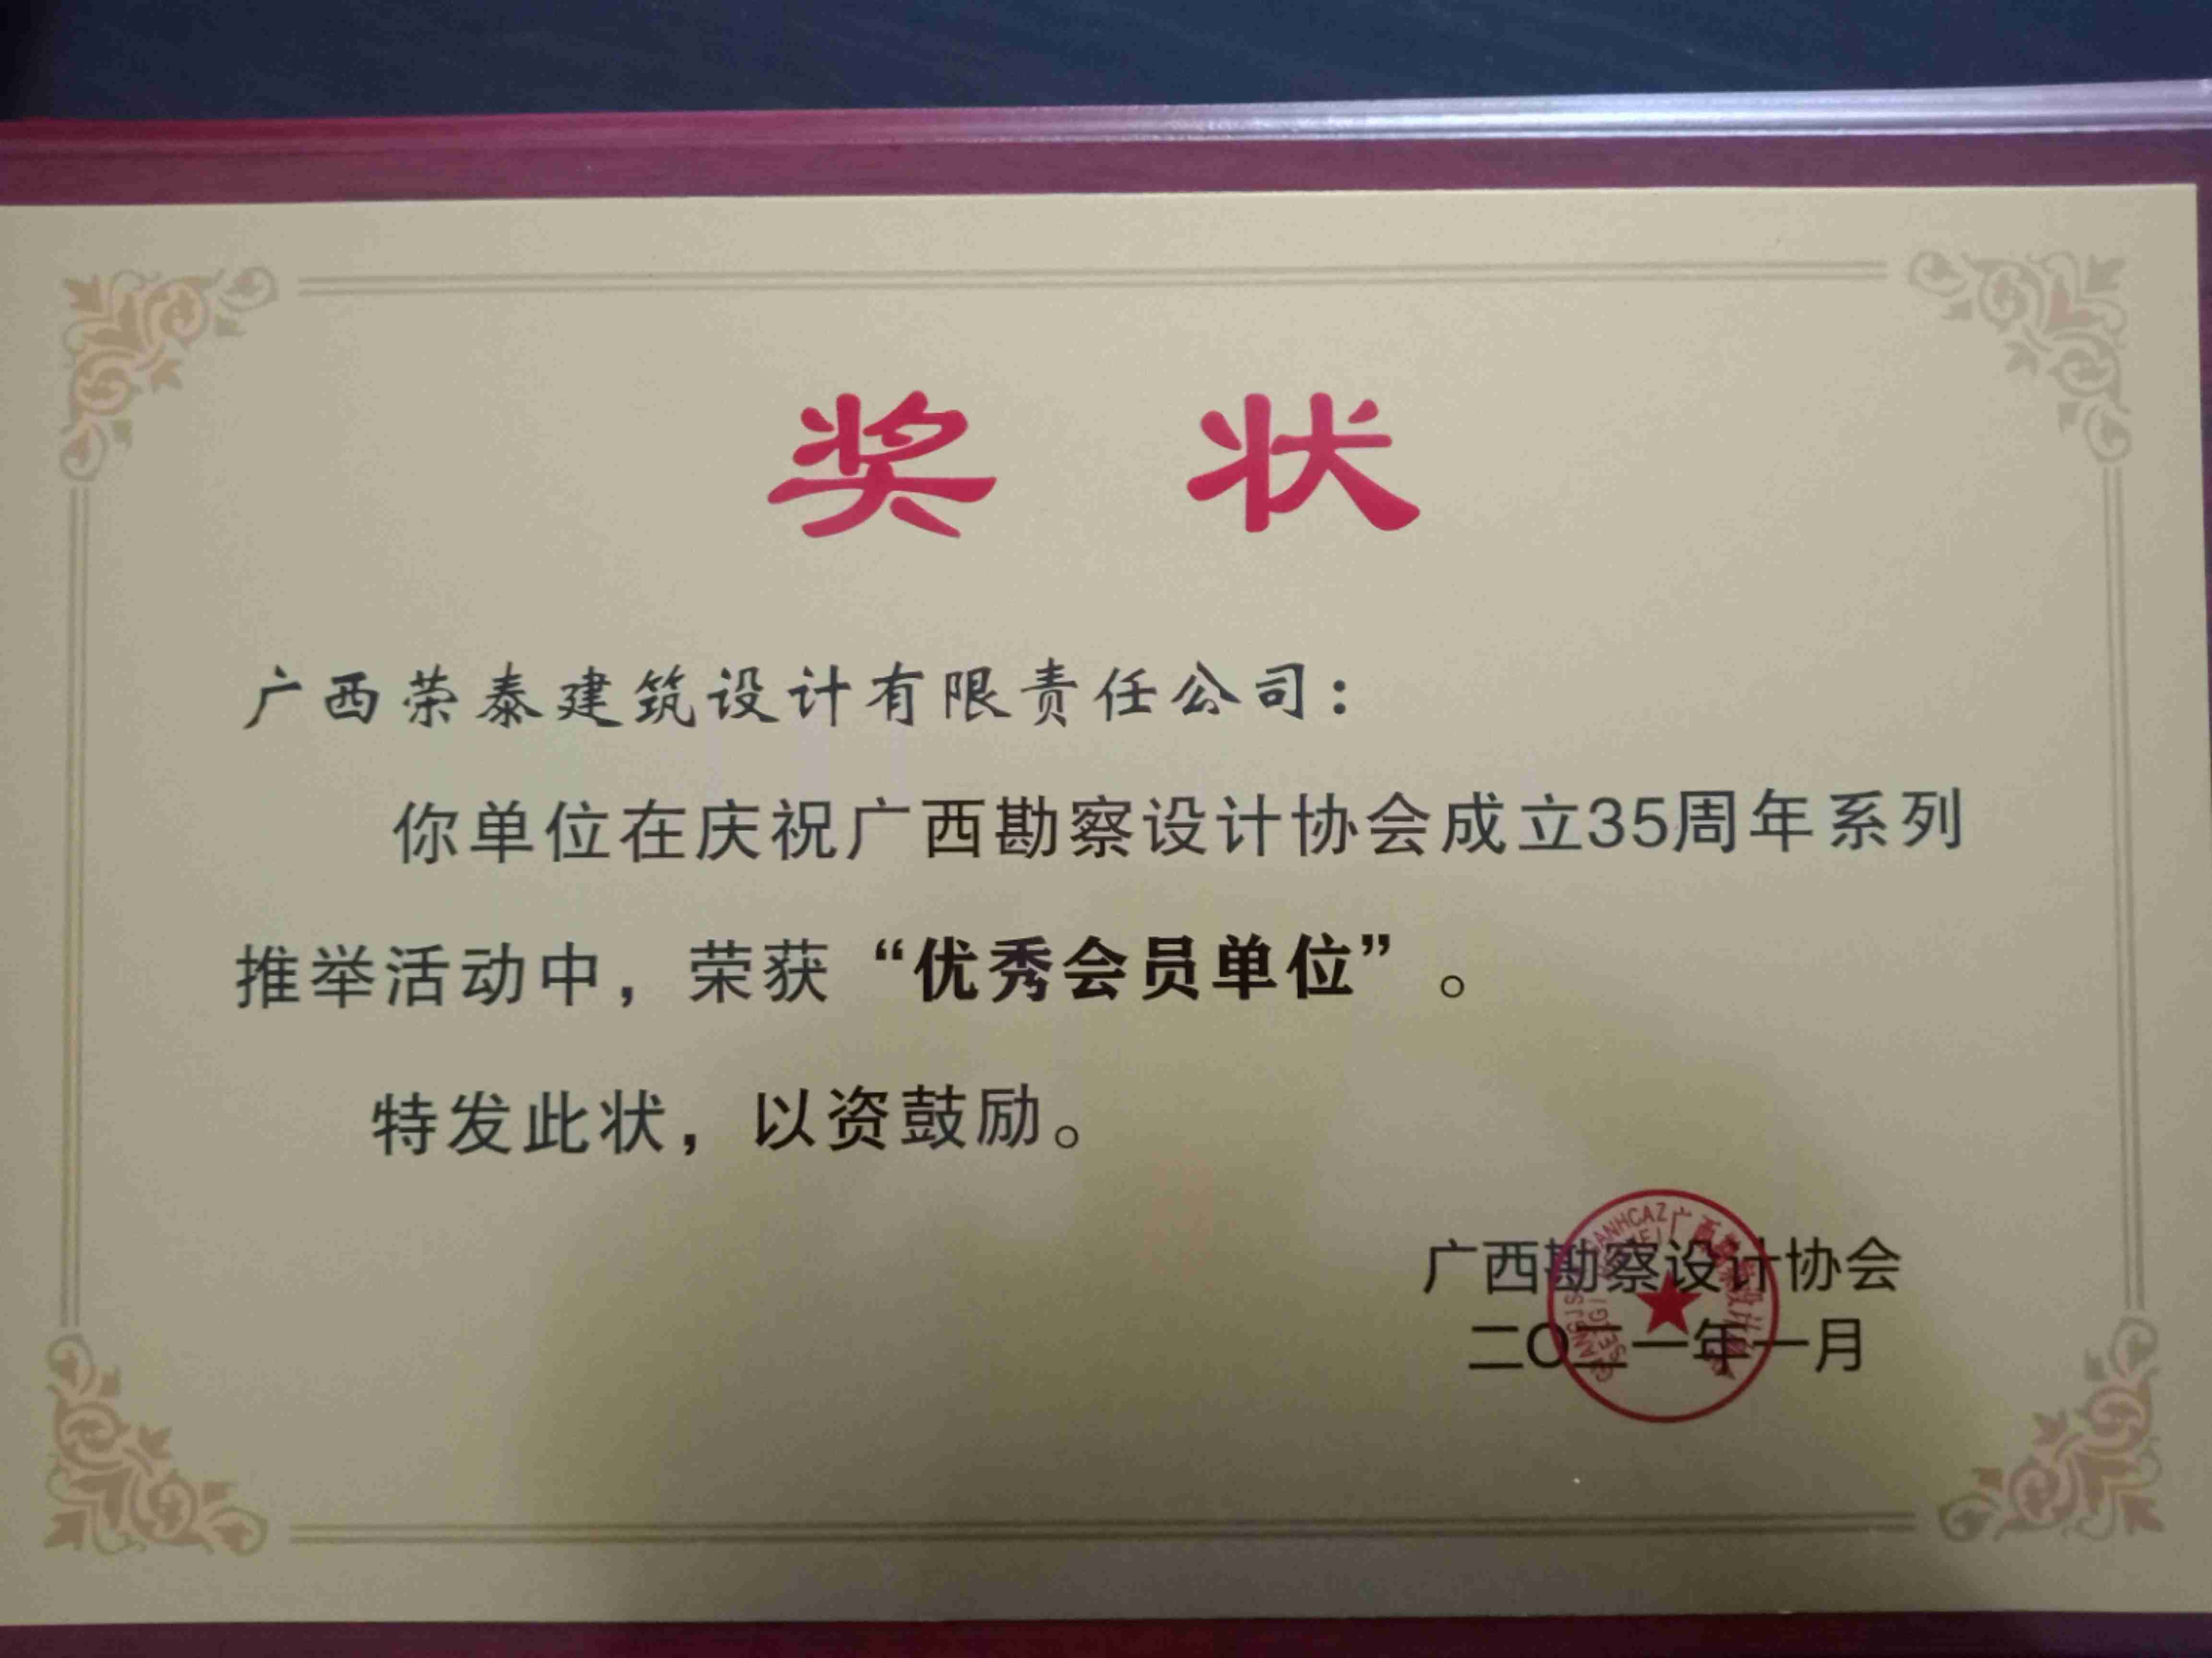 奖 状
广西荣泰建筑设计有限责任公司：
你单位在庆祝广西勘察设计协会成立35周年系列
推举活动中，荣获“优秀会员单位”。
特发此状，以资鼓励。
广西勘察设计协会
二〇二一年一月